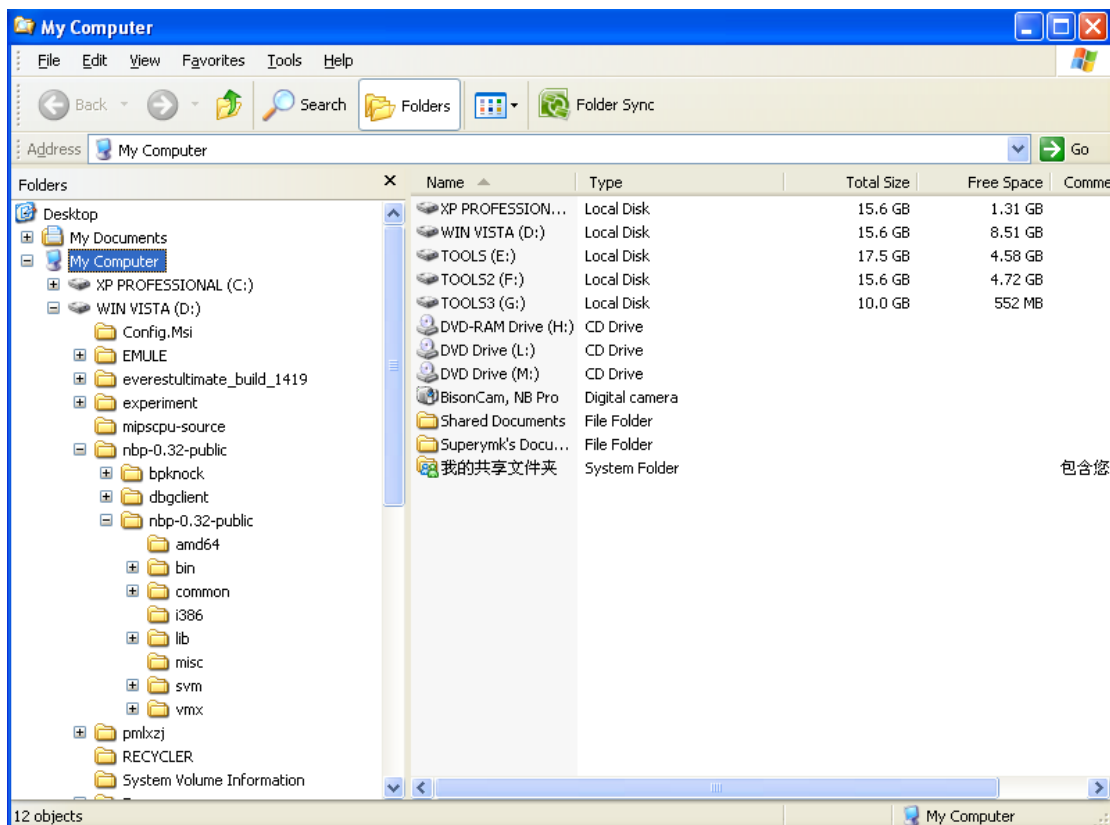 My Computer
File Edit View Favorites Tools Help
Back Search Folders Folder Sync
Address My Computer Go
Folders
Desktop
My Documents
My Computer
XP PROFESSIONAL (C:)
WIN VISTA (D:)
Config.Msi
EMULE
everestultimate_build_1419
experiment
mipscpu-source
nbp-0.32-public
bpknock
dbgclient
nbp-0.32-public
amd64
bin
common
i386
lib
misc
svm
vmx
pmlxzj
RECYCLER
System Volume Information
Name Type Total Size Free Space Comme
XP PROFESSION... Local Disk 15.6 GB 1.31 GB
WIN VISTA (D:) Local Disk 15.6 GB 8.51 GB
TOOLS (E:) Local Disk 17.5 GB 4.58 GB
TOOLS2 (F:) Local Disk 15.6 GB 4.72 GB
TOOLS3 (G:) Local Disk 10.0 GB 552 MB
DVD-RAM Drive (H:) CD Drive
DVD Drive (L:) CD Drive
DVD Drive (M:) CD Drive
BisonCam, NB Pro Digital camera
Shared Documents File Folder
Superymk's Docu... File Folder
我的共享文件夹 System Folder 包含您
12 objects My Computer